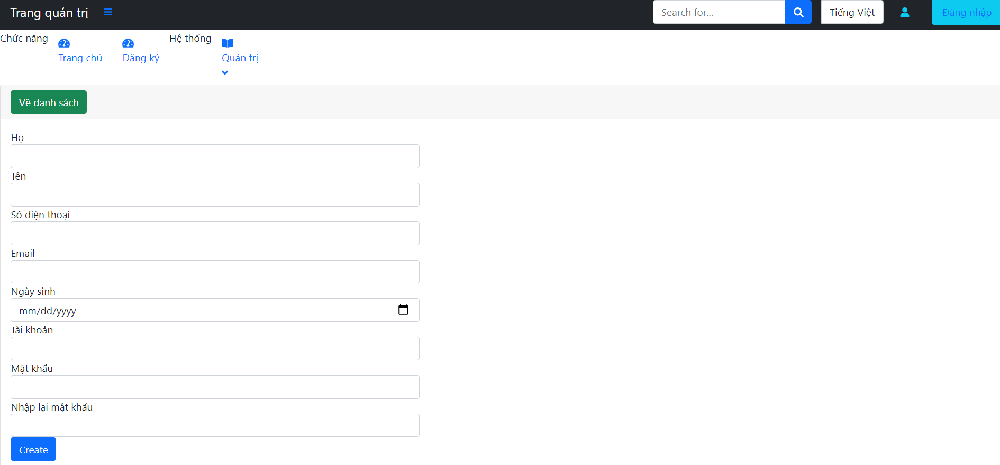 Trang quản trị
Search for...
Tiếng Việt
Đăng nhập
Chức năng
Trang chủ
Đăng ký
Hệ thống
Quản trị
Về danh sách
Họ
Tên
Số điện thoại
Email
Ngày sinh
mm/dd/yyyy
Tài khoản
Mật khẩu
Nhập lại mật khẩu
Create